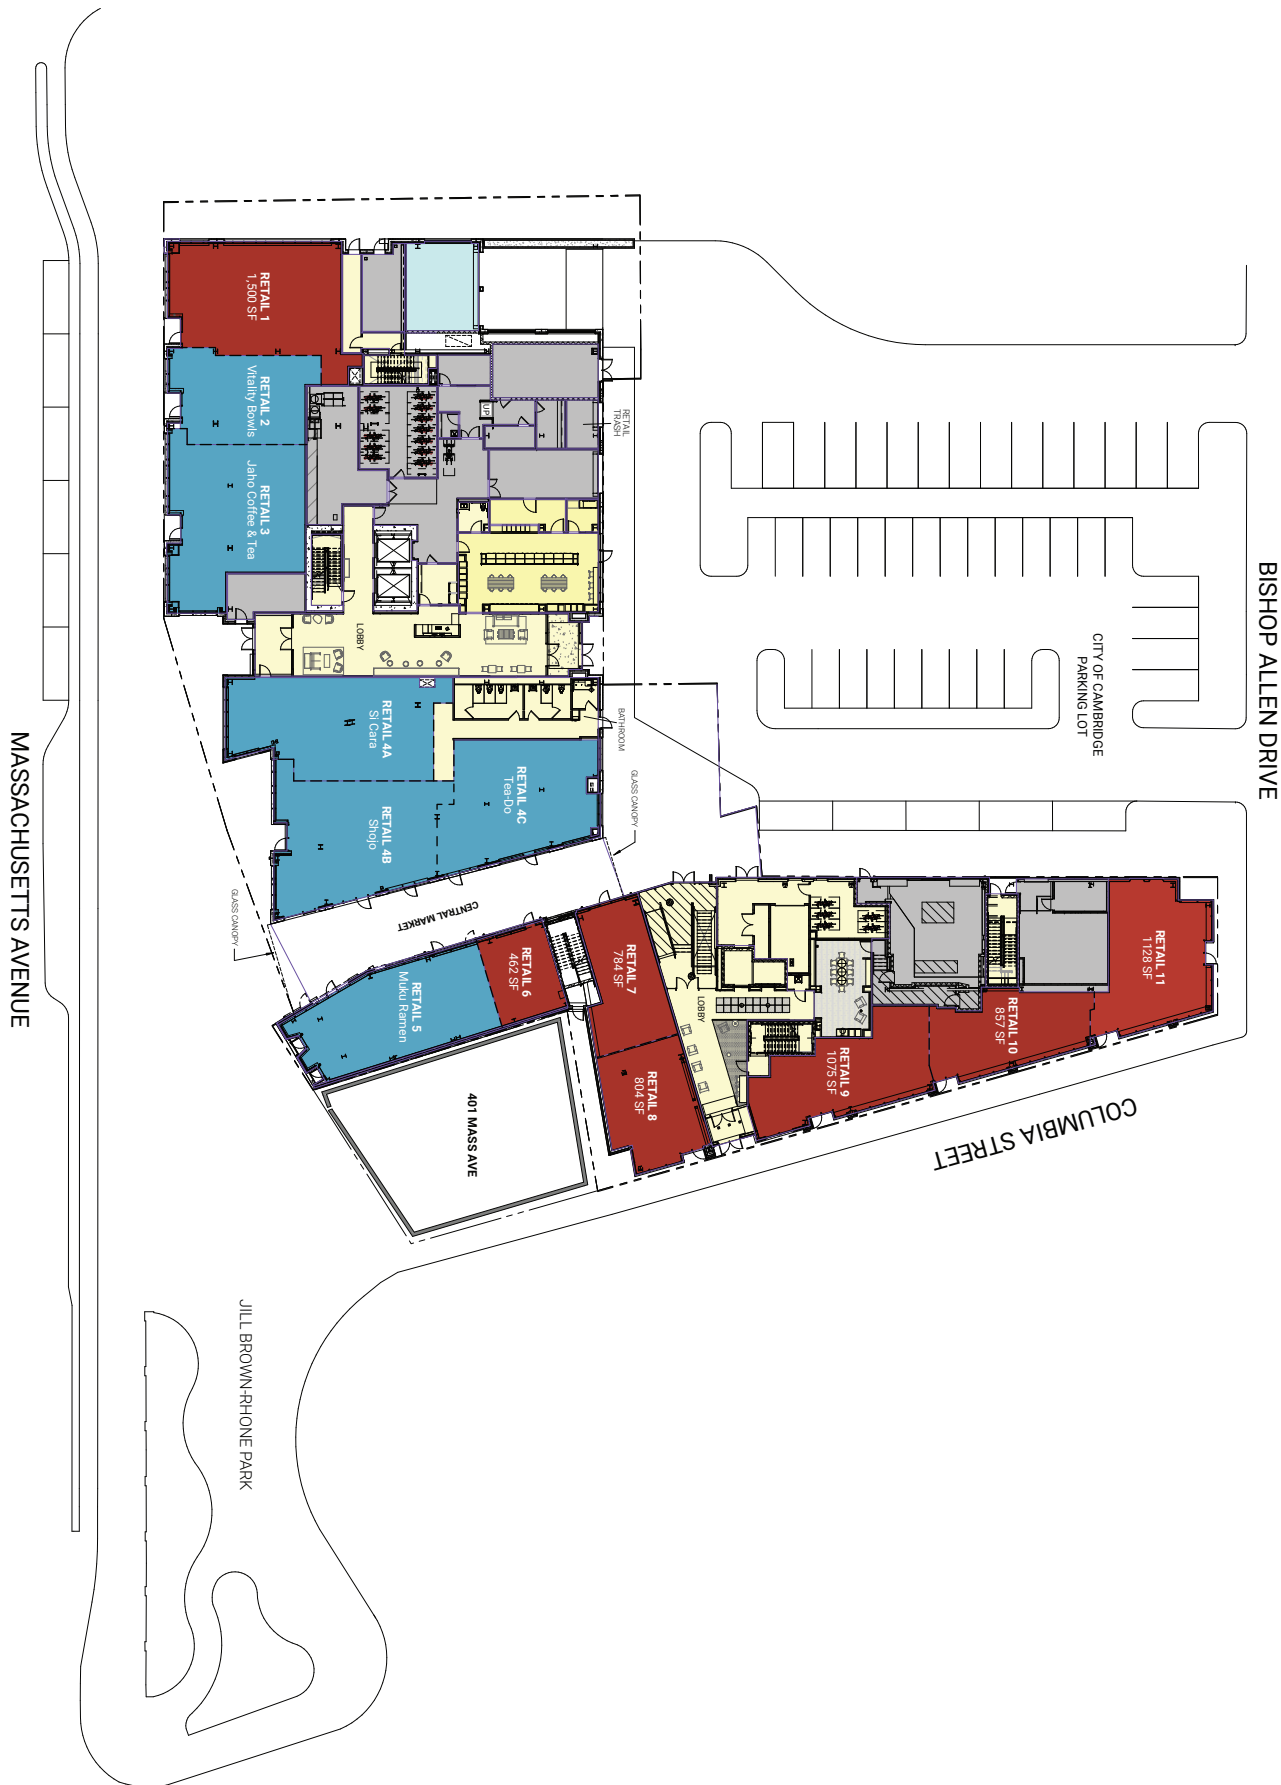 BISHOP ALLEN DRIVE
CITY OF CAMBRIDGE
PARKING LOT
RETAIL 1
1,500 SF
RETAIL 2
Vitality Bowls
RETAIL 3
Jaho Coffee & Tea
UP
RETAIL
TRASH
LOBBY
BATHROOM
RETAIL 4A
Si Cara
RETAIL 4B
Shojo
RETAIL 4C
Tea-Do
GLASS CANOPY
CENTRAL MARKET
GLASS CANOPY
RETAIL 5
Muku Ramen
RETAIL 6
462 SF
RETAIL 7
784 SF
RETAIL 8
804 SF
LOBBY
RETAIL 9
1075 SF
RETAIL 10
857 SF
RETAIL 11
1128 SF
401 MASS AVE
COLUMBIA STREET
MASSACHUSETTS AVENUE
JILL BROWN-RHONE PARK